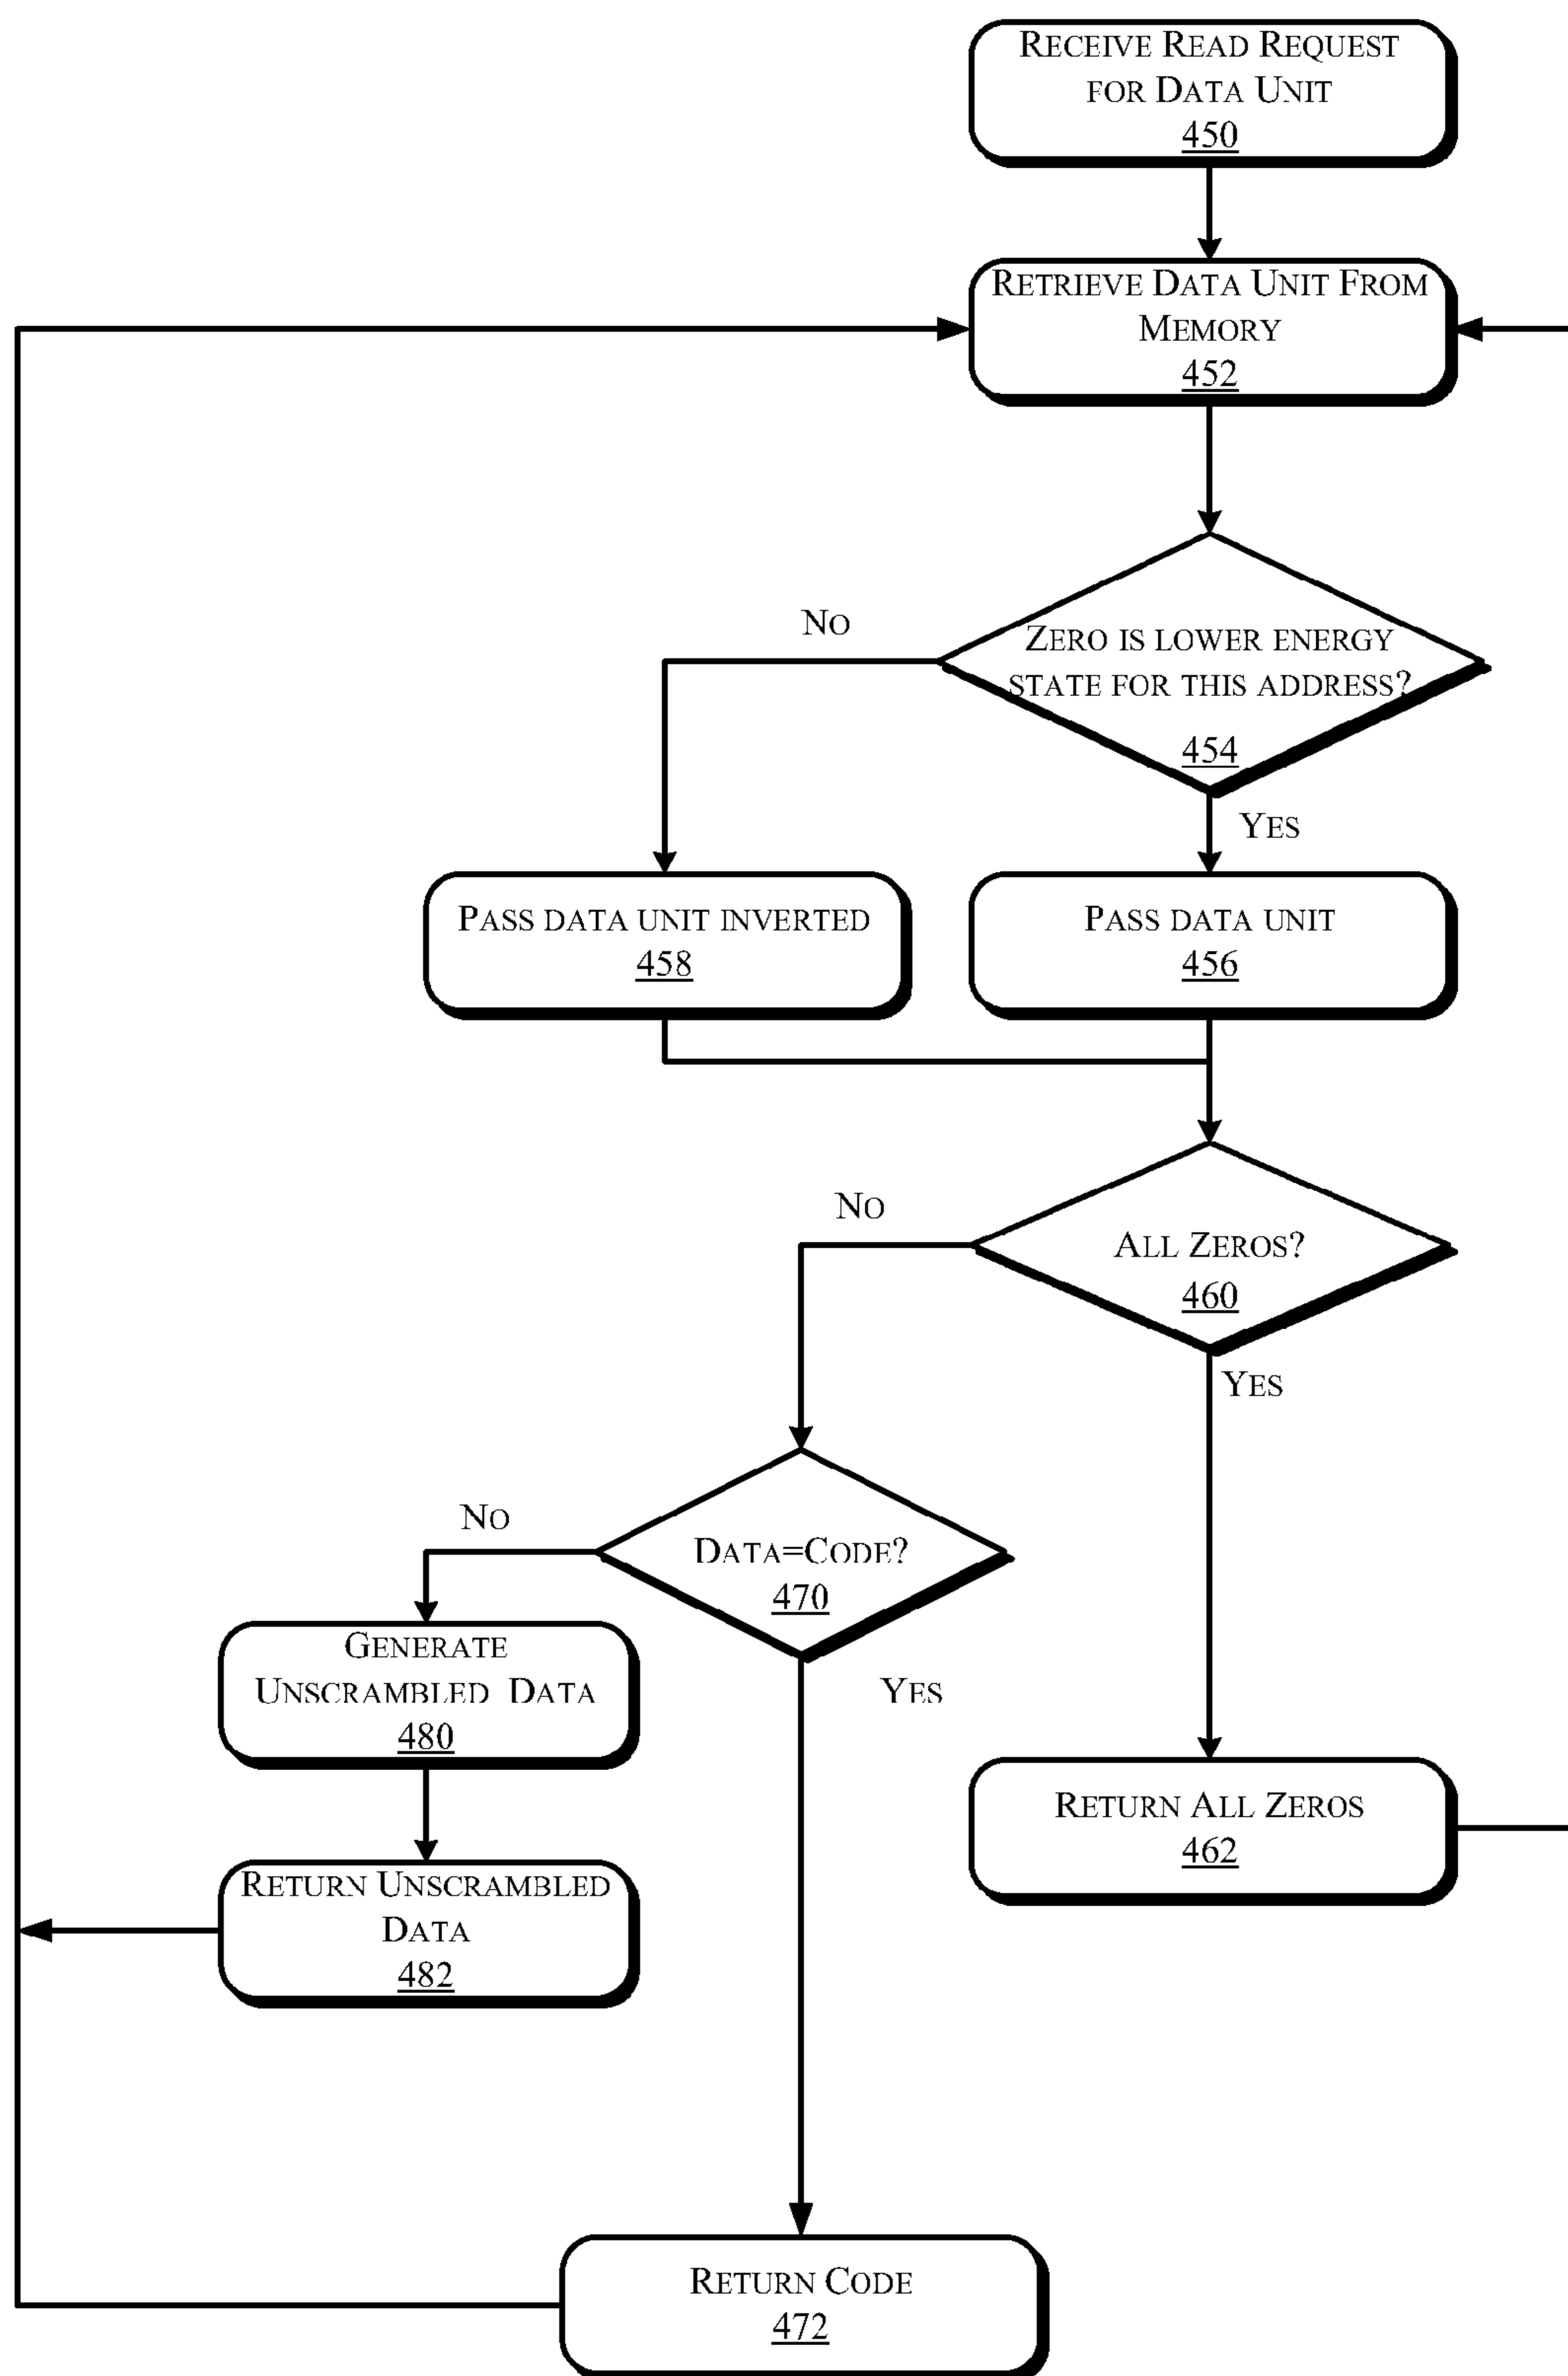 RECEIVE READ REQUEST
FOR DATA UNIT
450
RETRIEVE DATA UNIT FROM
MEMORY
452
NO
ZERO IS LOWER ENERGY
STATE FOR THIS ADDRESS?
454
YES
PASS DATA UNIT INVERTED
458
PASS DATA UNIT
456
NO
ALL ZEROS?
460
YES
NO
DATA=CODE?
470
YES
GENERATE
UNSCRAMBLED DATA
480
RETURN ALL ZEROS
462
RETURN UNSCRAMBLED
DATA
482
RETURN CODE
472